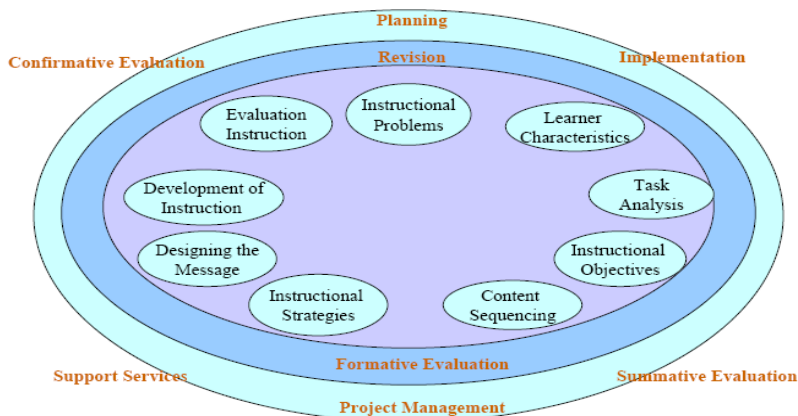 Planning
Confirmative Evaluation
Implementation
Revision
Evaluation
Instruction
Instructional
Problems
Learner
Characteristics
Development of
Instruction
Task
Analysis
Designing the
Message
Instructional
Objectives
Instructional
Strategies
Content
Sequencing
Formative Evaluation
Support Services
Summative Evaluation
Project Management